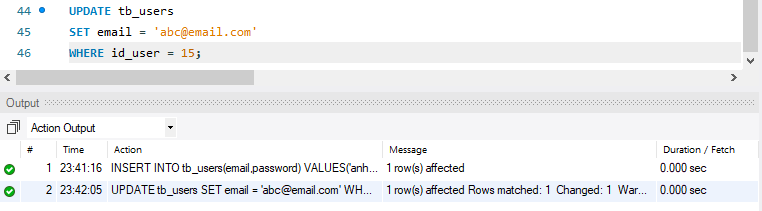 44 UPDATE tb_users
45 SET email = 'abc@email.com'
46 WHERE id_user = 15;
Output
Action Output
# Time Action Message Duration / Fetch
1 23:41:16 INSERT INTO tb_users(email,password) VALUES('anh... 1 row(s) affected 0.000 sec
2 23:42:05 UPDATE tb_users SET email = 'abc@email.com' WH... 1 row(s) affected Rows matched: 1 Changed: 1 War... 0.000 sec